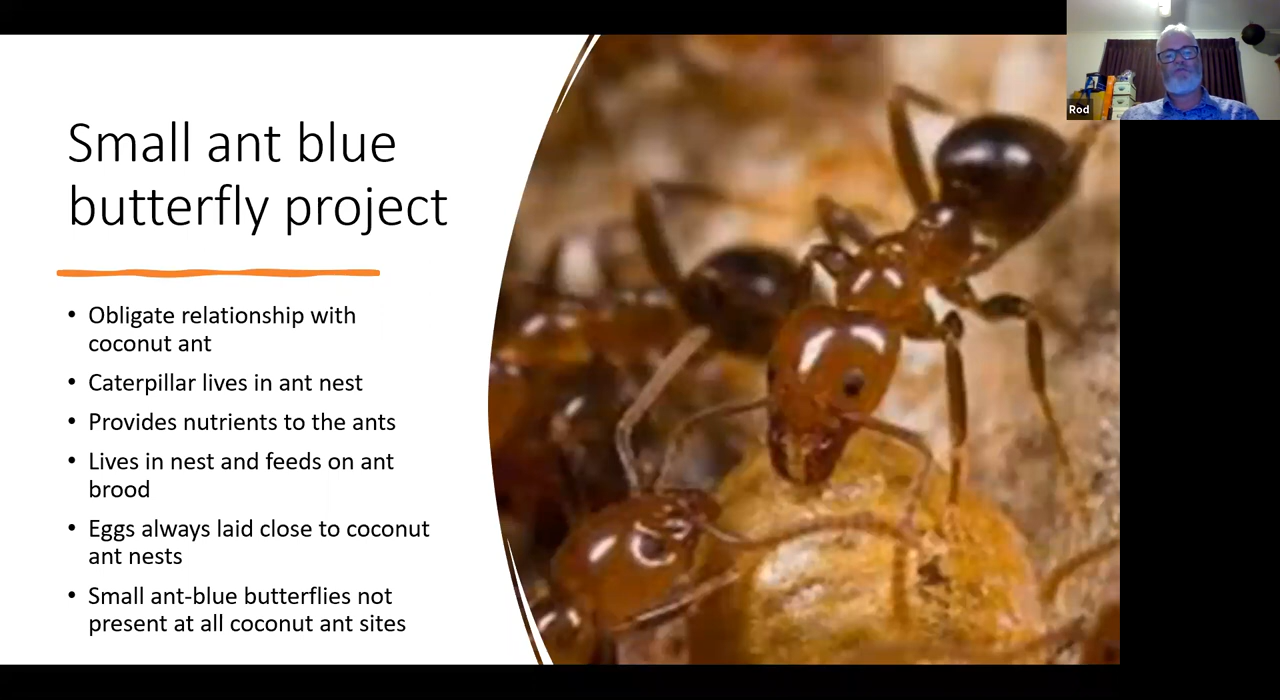 Small ant blue
butterfly project
• Obligate relationship with
coconut ant
• Caterpillar lives in ant nest
• Provides nutrients to the ants
• Lives in nest and feeds on ant
brood
• Eggs always laid close to coconut
ant nests
• Small ant-blue butterflies not
present at all coconut ant sites
Rod